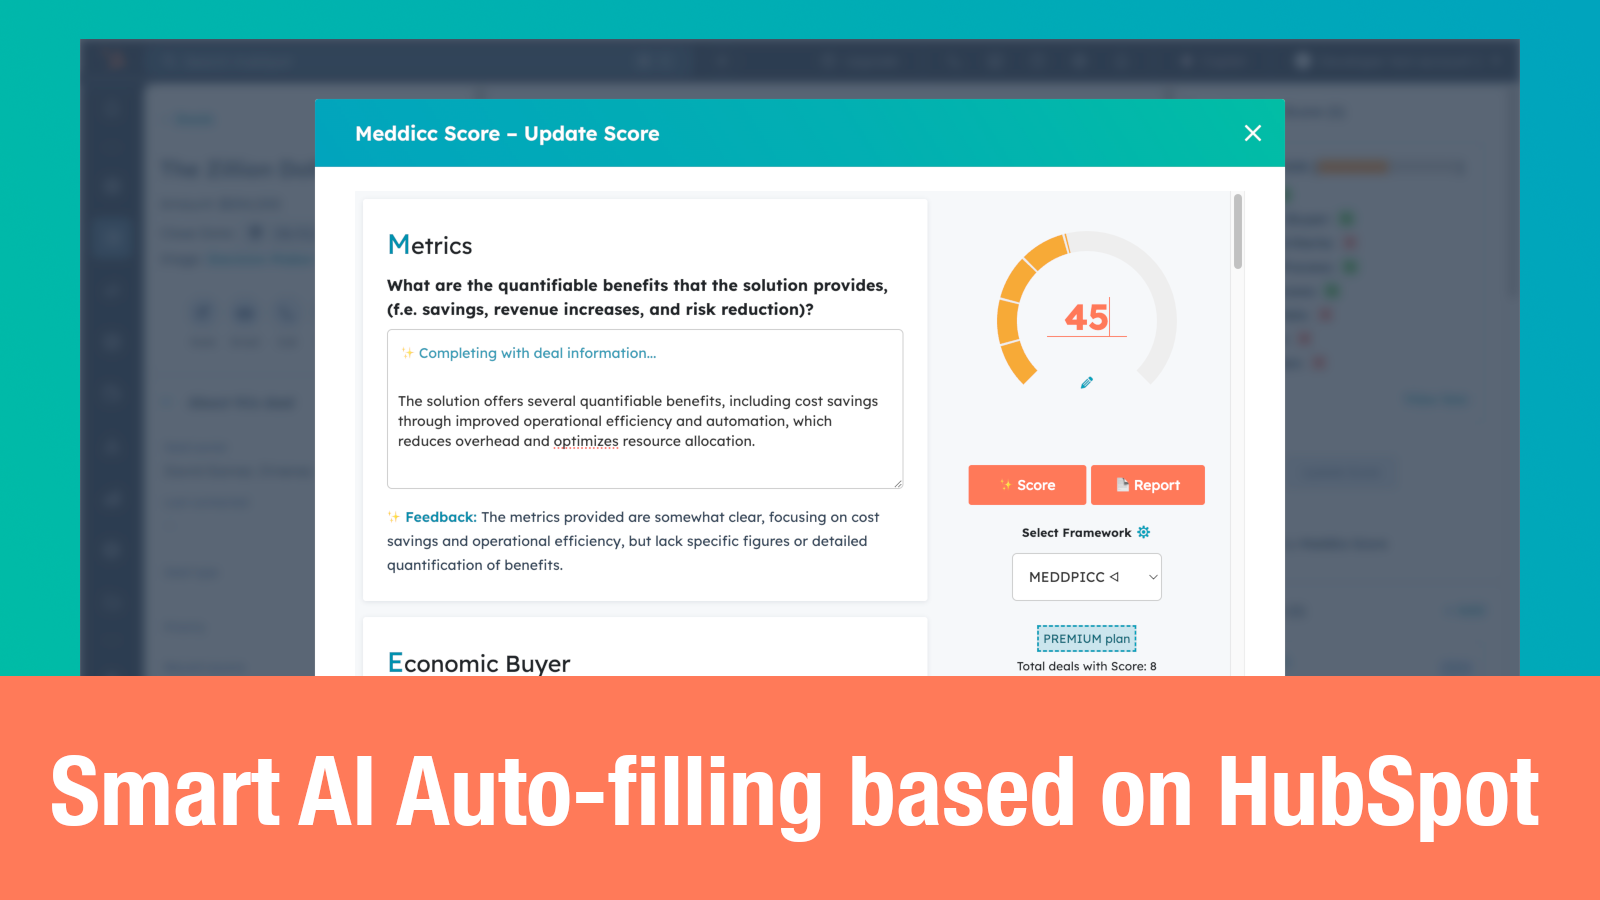 Meddicc Score – Update Score
Metrics
What are the quantifiable benefits that the solution provides,
(f.e. savings, revenue increases, and risk reduction)?
✨ Completing with deal information...
The solution offers several quantifiable benefits, including cost savings
through improved operational efficiency and automation, which
reduces overhead and optimizes resource allocation.
✨ Feedback: The metrics provided are somewhat clear, focusing on cost
savings and operational efficiency, but lack specific figures or detailed
quantification of benefits.
Economic Buyer
45
✨ Score
Report
Select Framework
MEDDPICC
PREMIUM plan
Total deals with Score: 8
Smart AI Auto-filling based on HubSpot